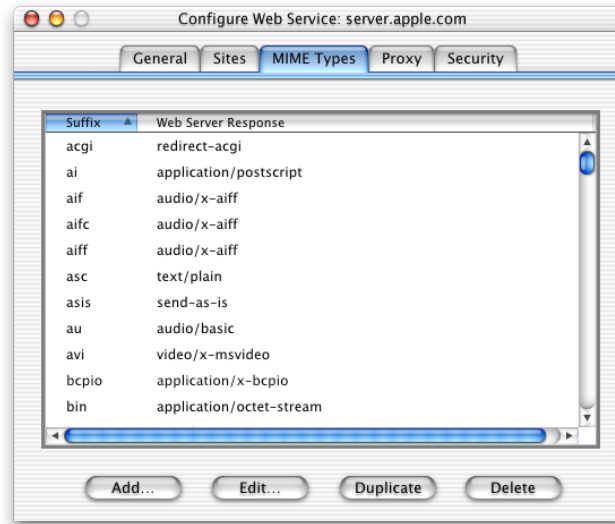 Configure Web Service: server.apple.com
General Sites MIME Types Proxy Security
Suffix Web Server Response
acgi redirect-acgi
ai application/postscript
aif audio/x-aiff
aifc audio/x-aiff
aiff audio/x-aiff
asc text/plain
asis send-as-is
au audio/basic
avi video/x-msvideo
bcpio application/x-bcpio
bin application/octet-stream
Add... Edit... Duplicate Delete